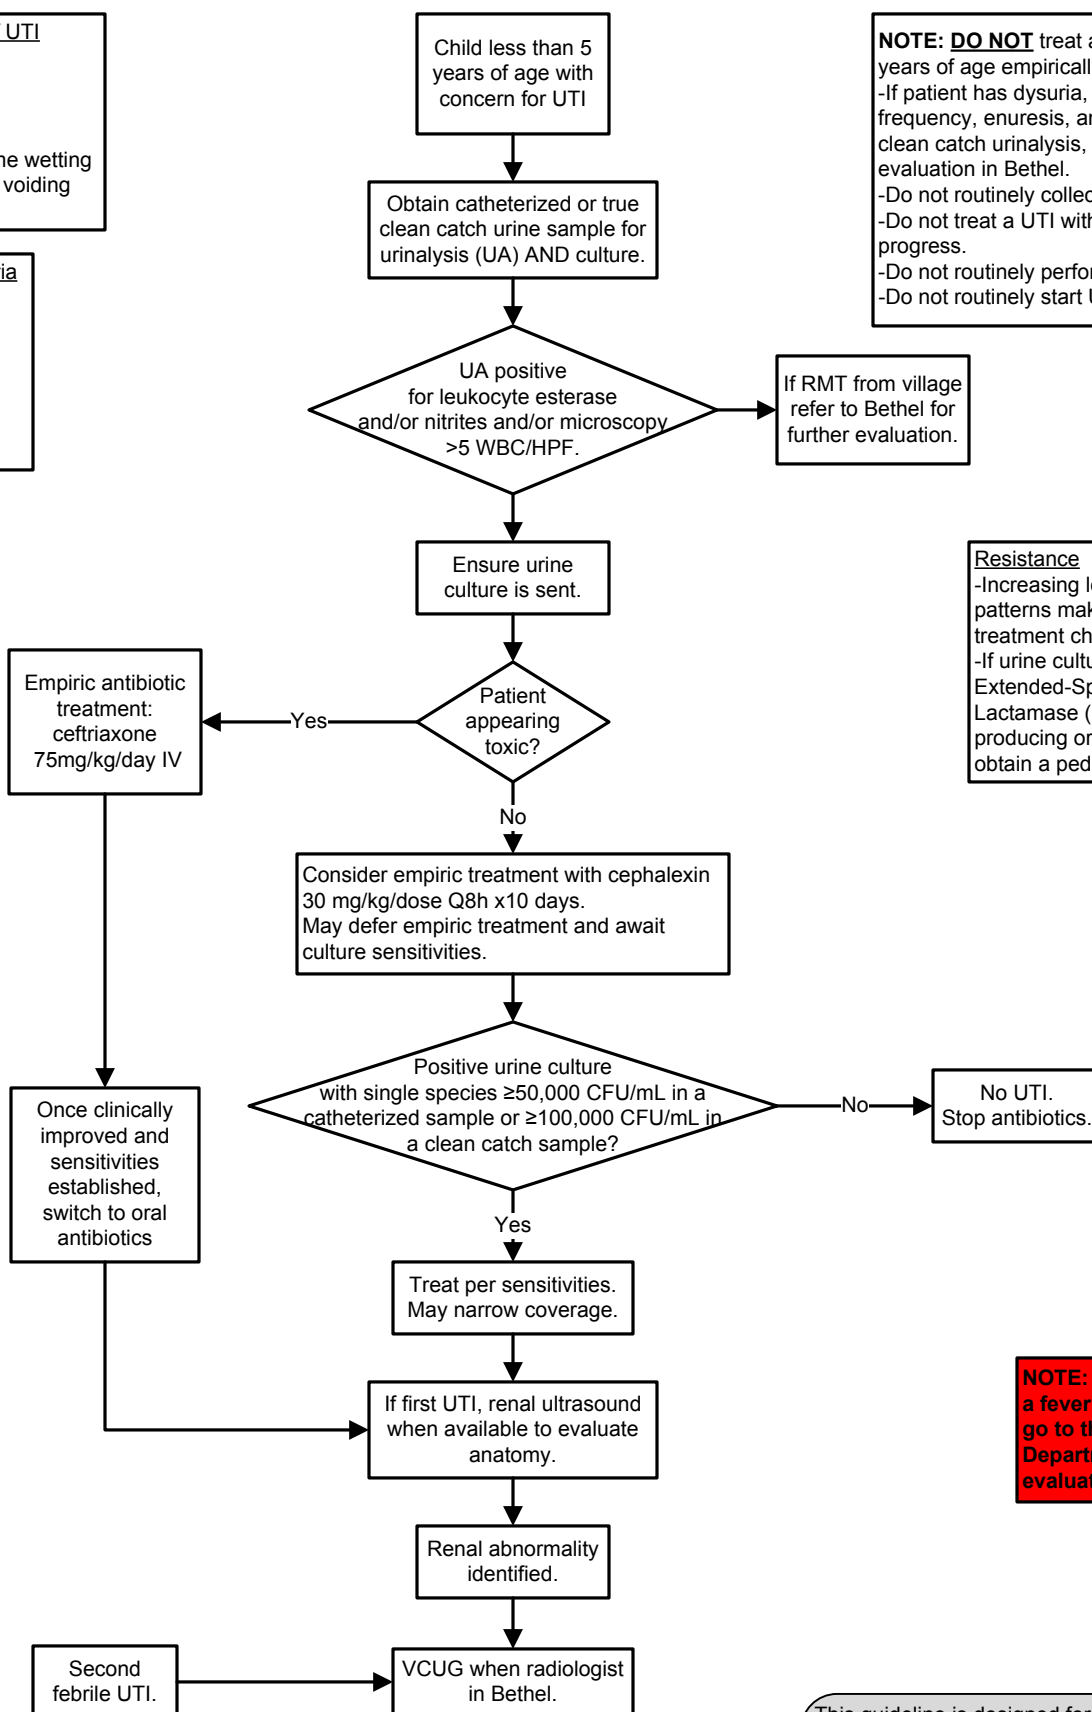 UTI
ne wetting
voiding
ia
Child less than 5
years of age with
concern for UTI
NOTE: DO NOT treat
years of age empirical
-If patient has dysuria,
frequency, enuresis,
clean catch urinalysis,
evaluation in Bethel.
-Do not routinely collec
-Do not treat a UTI with
progress.
-Do not routinely perfo
-Do not routinely start
Obtain catheterized or true
clean catch urine sample for
urinalysis (UA) AND culture.
UA positive
for leukocyte esterase
and/or nitrites and/or microscopy
>5 WBC/HPF.
If RMT from village
refer to Bethel for
further evaluation.
Ensure urine
culture is sent.
Resistance
-Increasing
patterns mak
treatment ch
-If urine cultu
Extended-Sp
Lactamase (
producing or
obtain a ped
Empiric antibiotic
treatment:
ceftriaxone
75mg/kg/day IV
Yes
Patient
appearing
toxic?
No
Consider empiric treatment with cephalexin
30 mg/kg/dose Q8h x10 days.
May defer empiric treatment and await
culture sensitivities.
Positive urine culture
with single species ≥50,000 CFU/mL in a
catheterized sample or ≥100,000 CFU/mL in
a clean catch sample?
No
No UTI.
Stop antibiotics.
Once clinically
improved and
sensitivities
established,
switch to oral
antibiotics
Yes
Treat per sensitivities.
May narrow coverage.
If first UTI, renal ultrasound
when available to evaluate
anatomy.
NOTE:
a fever
go to th
Departm
evaluat
Renal abnormality
identified.
Second
febrile UTI.
VCUG when radiologist
in Bethel.
This guideline is designed for